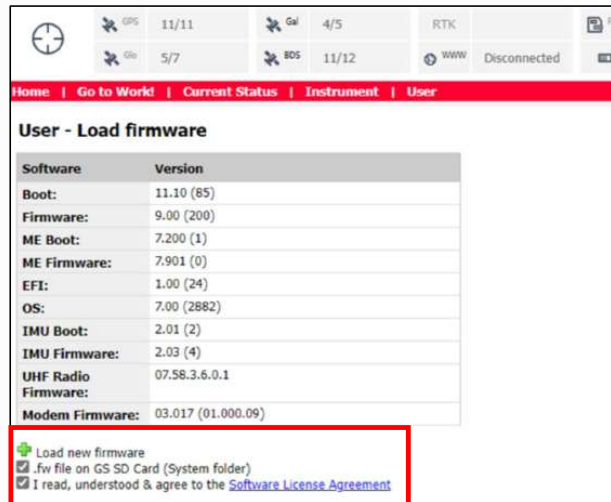 GPS 11/11 Gal 4/5 RTK
Glo 5/7 BDS 11/12 WWW Disconnected
Home | Go to Work! | Current Status | Instrument | User
User - Load firmware
Software Version
Boot: 11.10 (85)
Firmware: 9.00 (200)
ME Boot: 7.200 (1)
ME Firmware: 7.901 (0)
EFI: 1.00 (24)
OS: 7.00 (2882)
IMU Boot: 2.01 (2)
IMU Firmware: 2.03 (4)
UHF Radio 07.58.3.6.0.1
Firmware:
Modem Firmware: 03.017 (01.000.09)
Load new firmware
.fw file on GS SD Card (System folder)
I read, understood & agree to the Software License Agreement